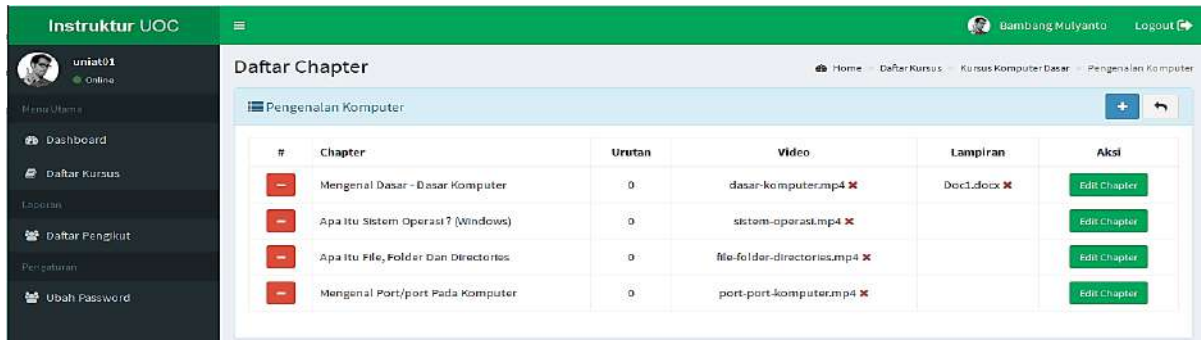 Instruktur UOC
Bambang Mulyanto Logout
uniat01
Online
Daftar Chapter
Home Daftar Kursus Kursus Komputer Dasar Pengenalan Komputer
Menu Utama
Pengenalan Komputer
Dashboard
Daftar Kursus
Laporan
Daftar Pengikut
Pengaturan
Ubah Password
# Chapter Urutan Video Lampiran Aksi
Mengenal Dasar - Dasar Komputer 0 dasar-komputer.mp4 Doc1.docx Edit Chapter
Apa Itu Sistem Operasi ? (Windows) 0 sistem-operasi.mp4 Edit Chapter
Apa Itu File, Folder Dan Directories 0 file-folder-directories.mp4 Edit Chapter
Mengenal Port/port Pada Komputer 0 port-port-komputer.mp4 Edit Chapter